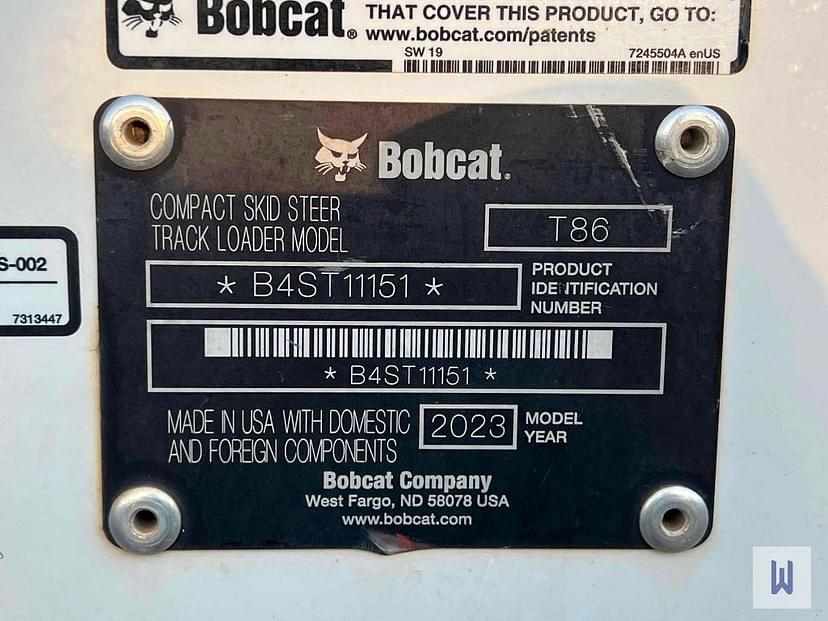 Bobcat®
THAT COVER THIS PRODUCT, GO TO:
www.bobcat.com/patents
SW 19
7245504A enUS
Bobcat®
COMPACT SKID STEER
TRACK LOADER MODEL
T86
* B4ST11151 *
PRODUCT
IDENTIFICATION
NUMBER
* B4ST11151 *
S-002
7313447
MADE IN USA WITH DOMESTIC
AND FOREIGN COMPONENTS
2023
MODEL
YEAR
Bobcat Company
West Fargo, ND 58078 USA
www.bobcat.com
W